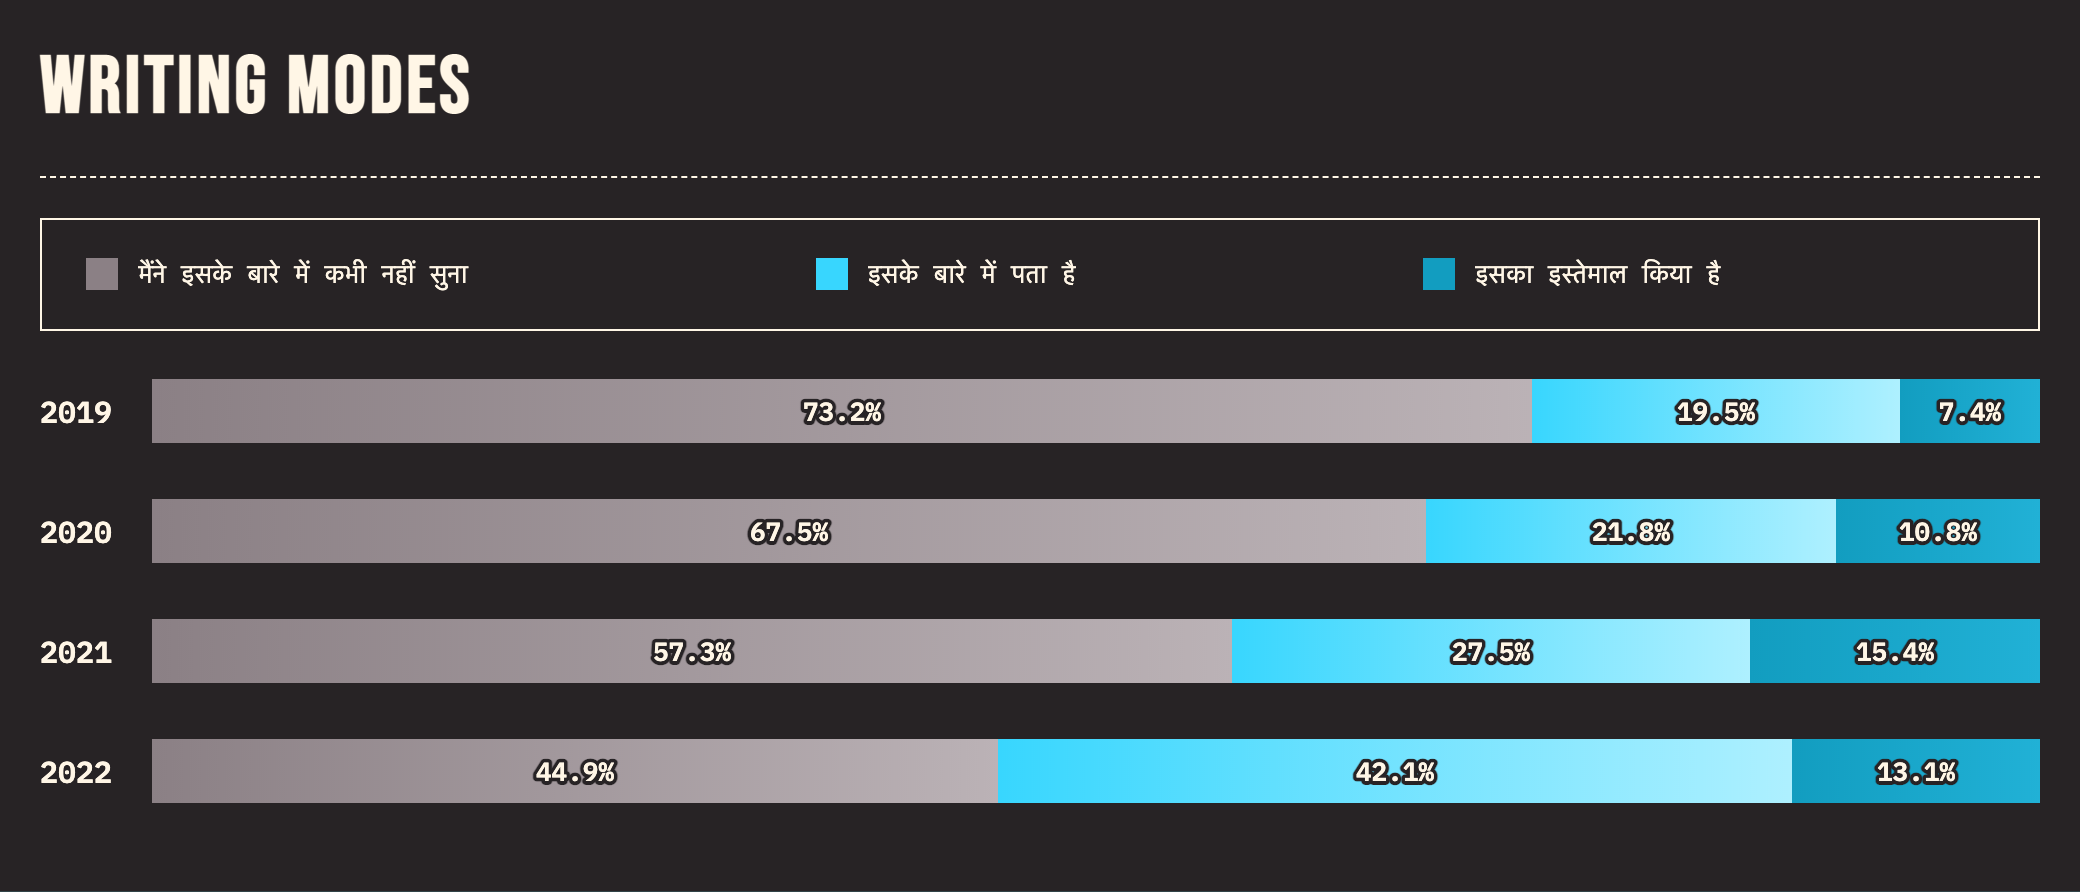 WRITING MODES
मैंने इसके बारे में कभी नहीं सुना इसके बारे में पता है इसका इस्तेमाल किया है
2019 73.2% 19.5% 7.4%
2020 67.5% 21.8% 10.8%
2021 57.3% 27.5% 15.4%
2022 44.9% 42.1% 13.1%